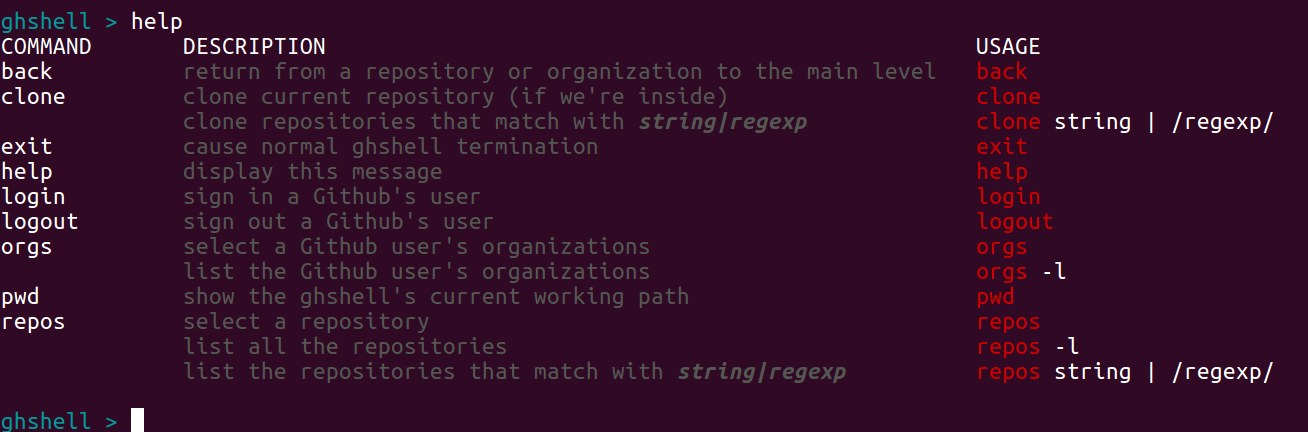 ghshell > help
COMMAND DESCRIPTION USAGE
back return from a repository or organization to the main level back
clone clone current repository (if we're inside) clone
clone repositories that match with string|regexp clone string | /regexp/
exit cause normal ghshell termination exit
help display this message help
login sign in a Github's user login
logout sign out a Github's user logout
orgs select a Github user's organizations orgs
list the Github user's organizations orgs -l
pwd show the ghshell's current working path pwd
repos select a repository repos
list all the repositories repos -l
list the repositories that match with string|regexp repos string | /regexp/
ghshell >